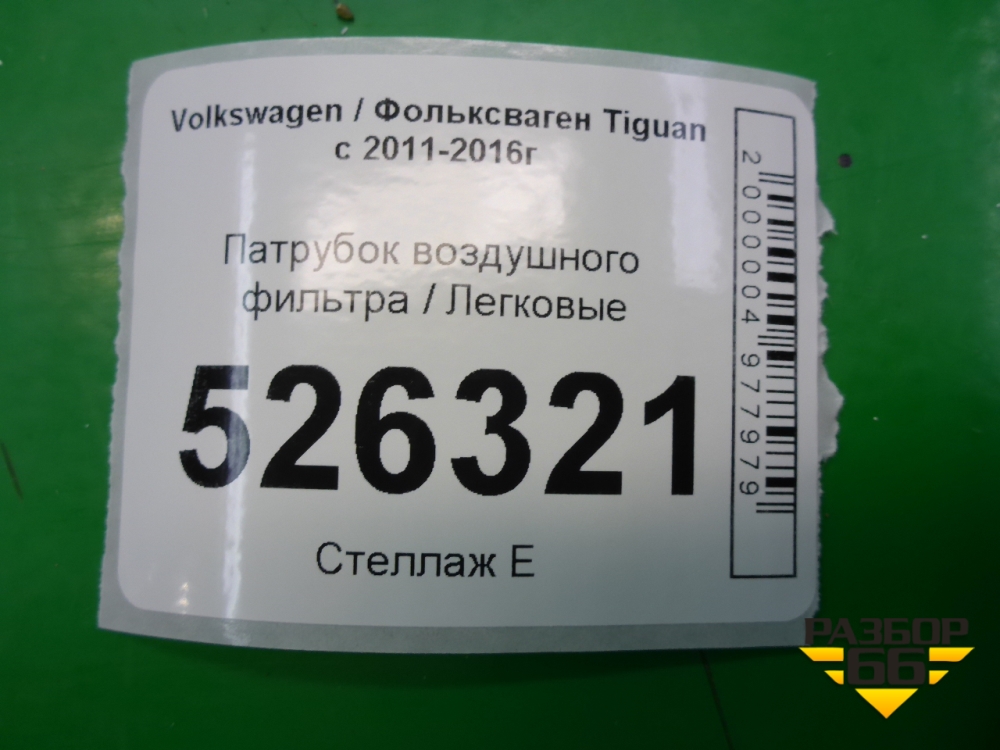 Volkswagen / Фольксваген Tiguan
с 2011-2016г
Патрубок воздушного
фильтра / Легковые
526321
Стеллаж Е
2000004977979
РАЗБОР
66